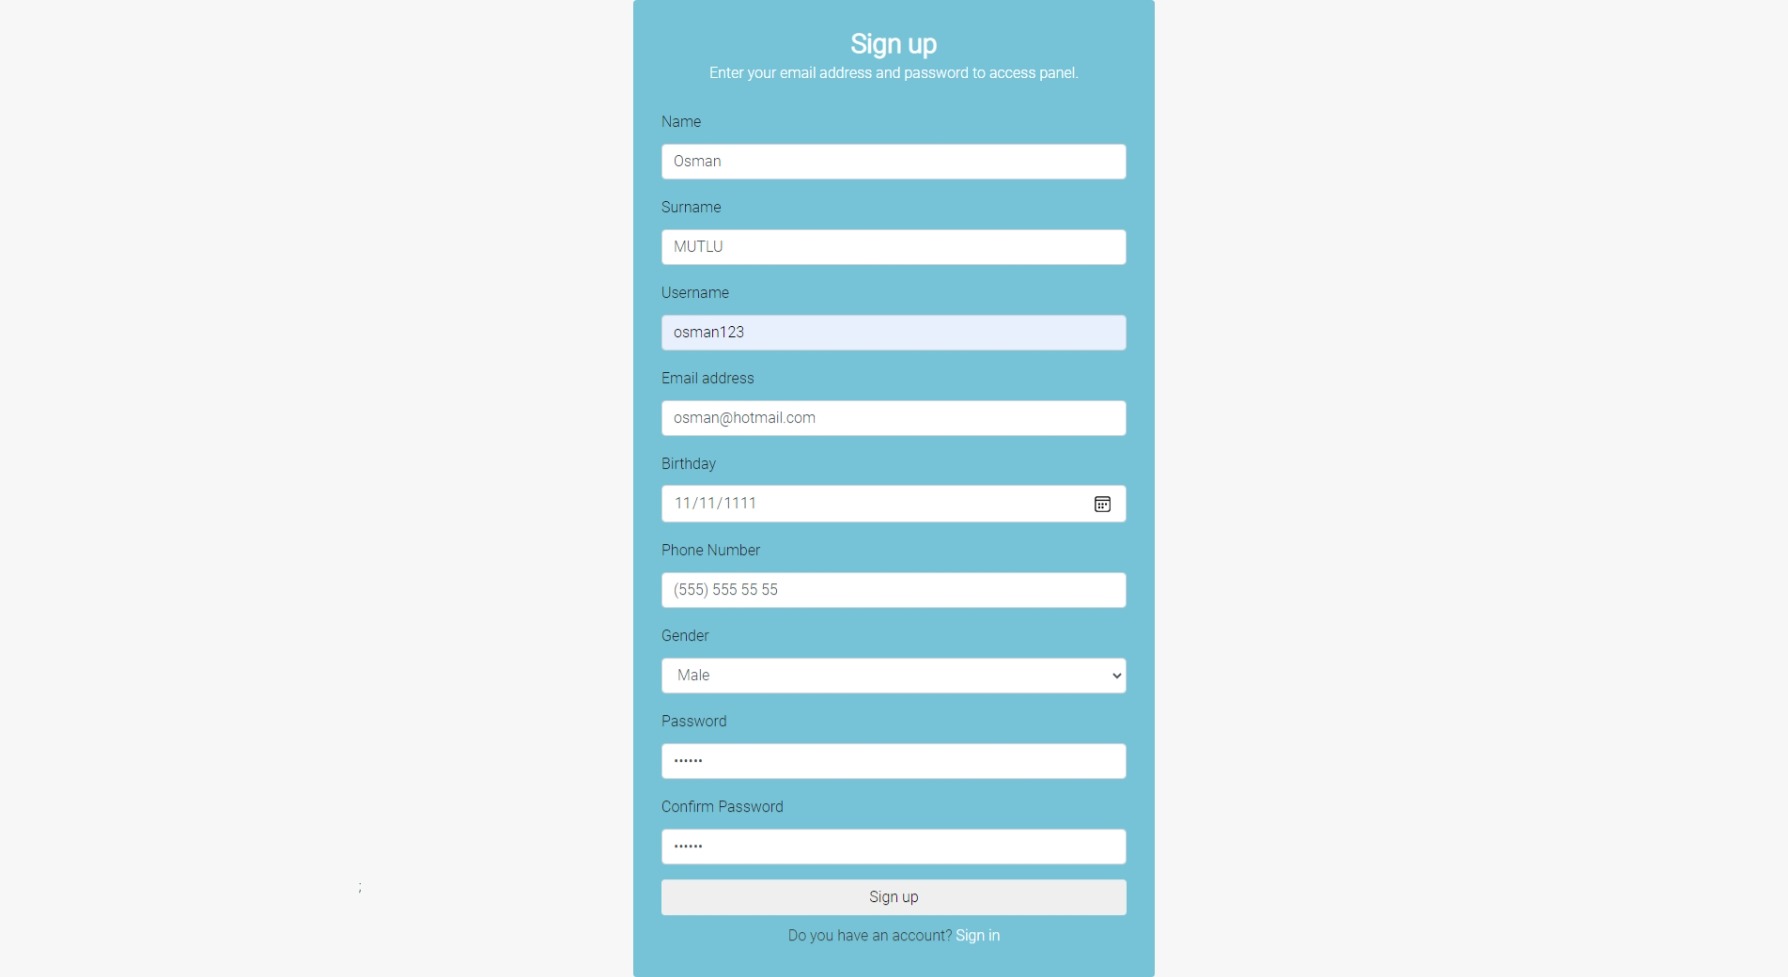 Sign up
Enter your email address and password to access panel.
Name
Osman
Surname
MUTLU
Username
osman123
Email address
osman@hotmail.com
Birthday
11/11/1111
Phone Number
(555) 555 55 55
Gender
Male
Password
••••••
Confirm Password
••••••
;
Sign up
Do you have an account? Sign in